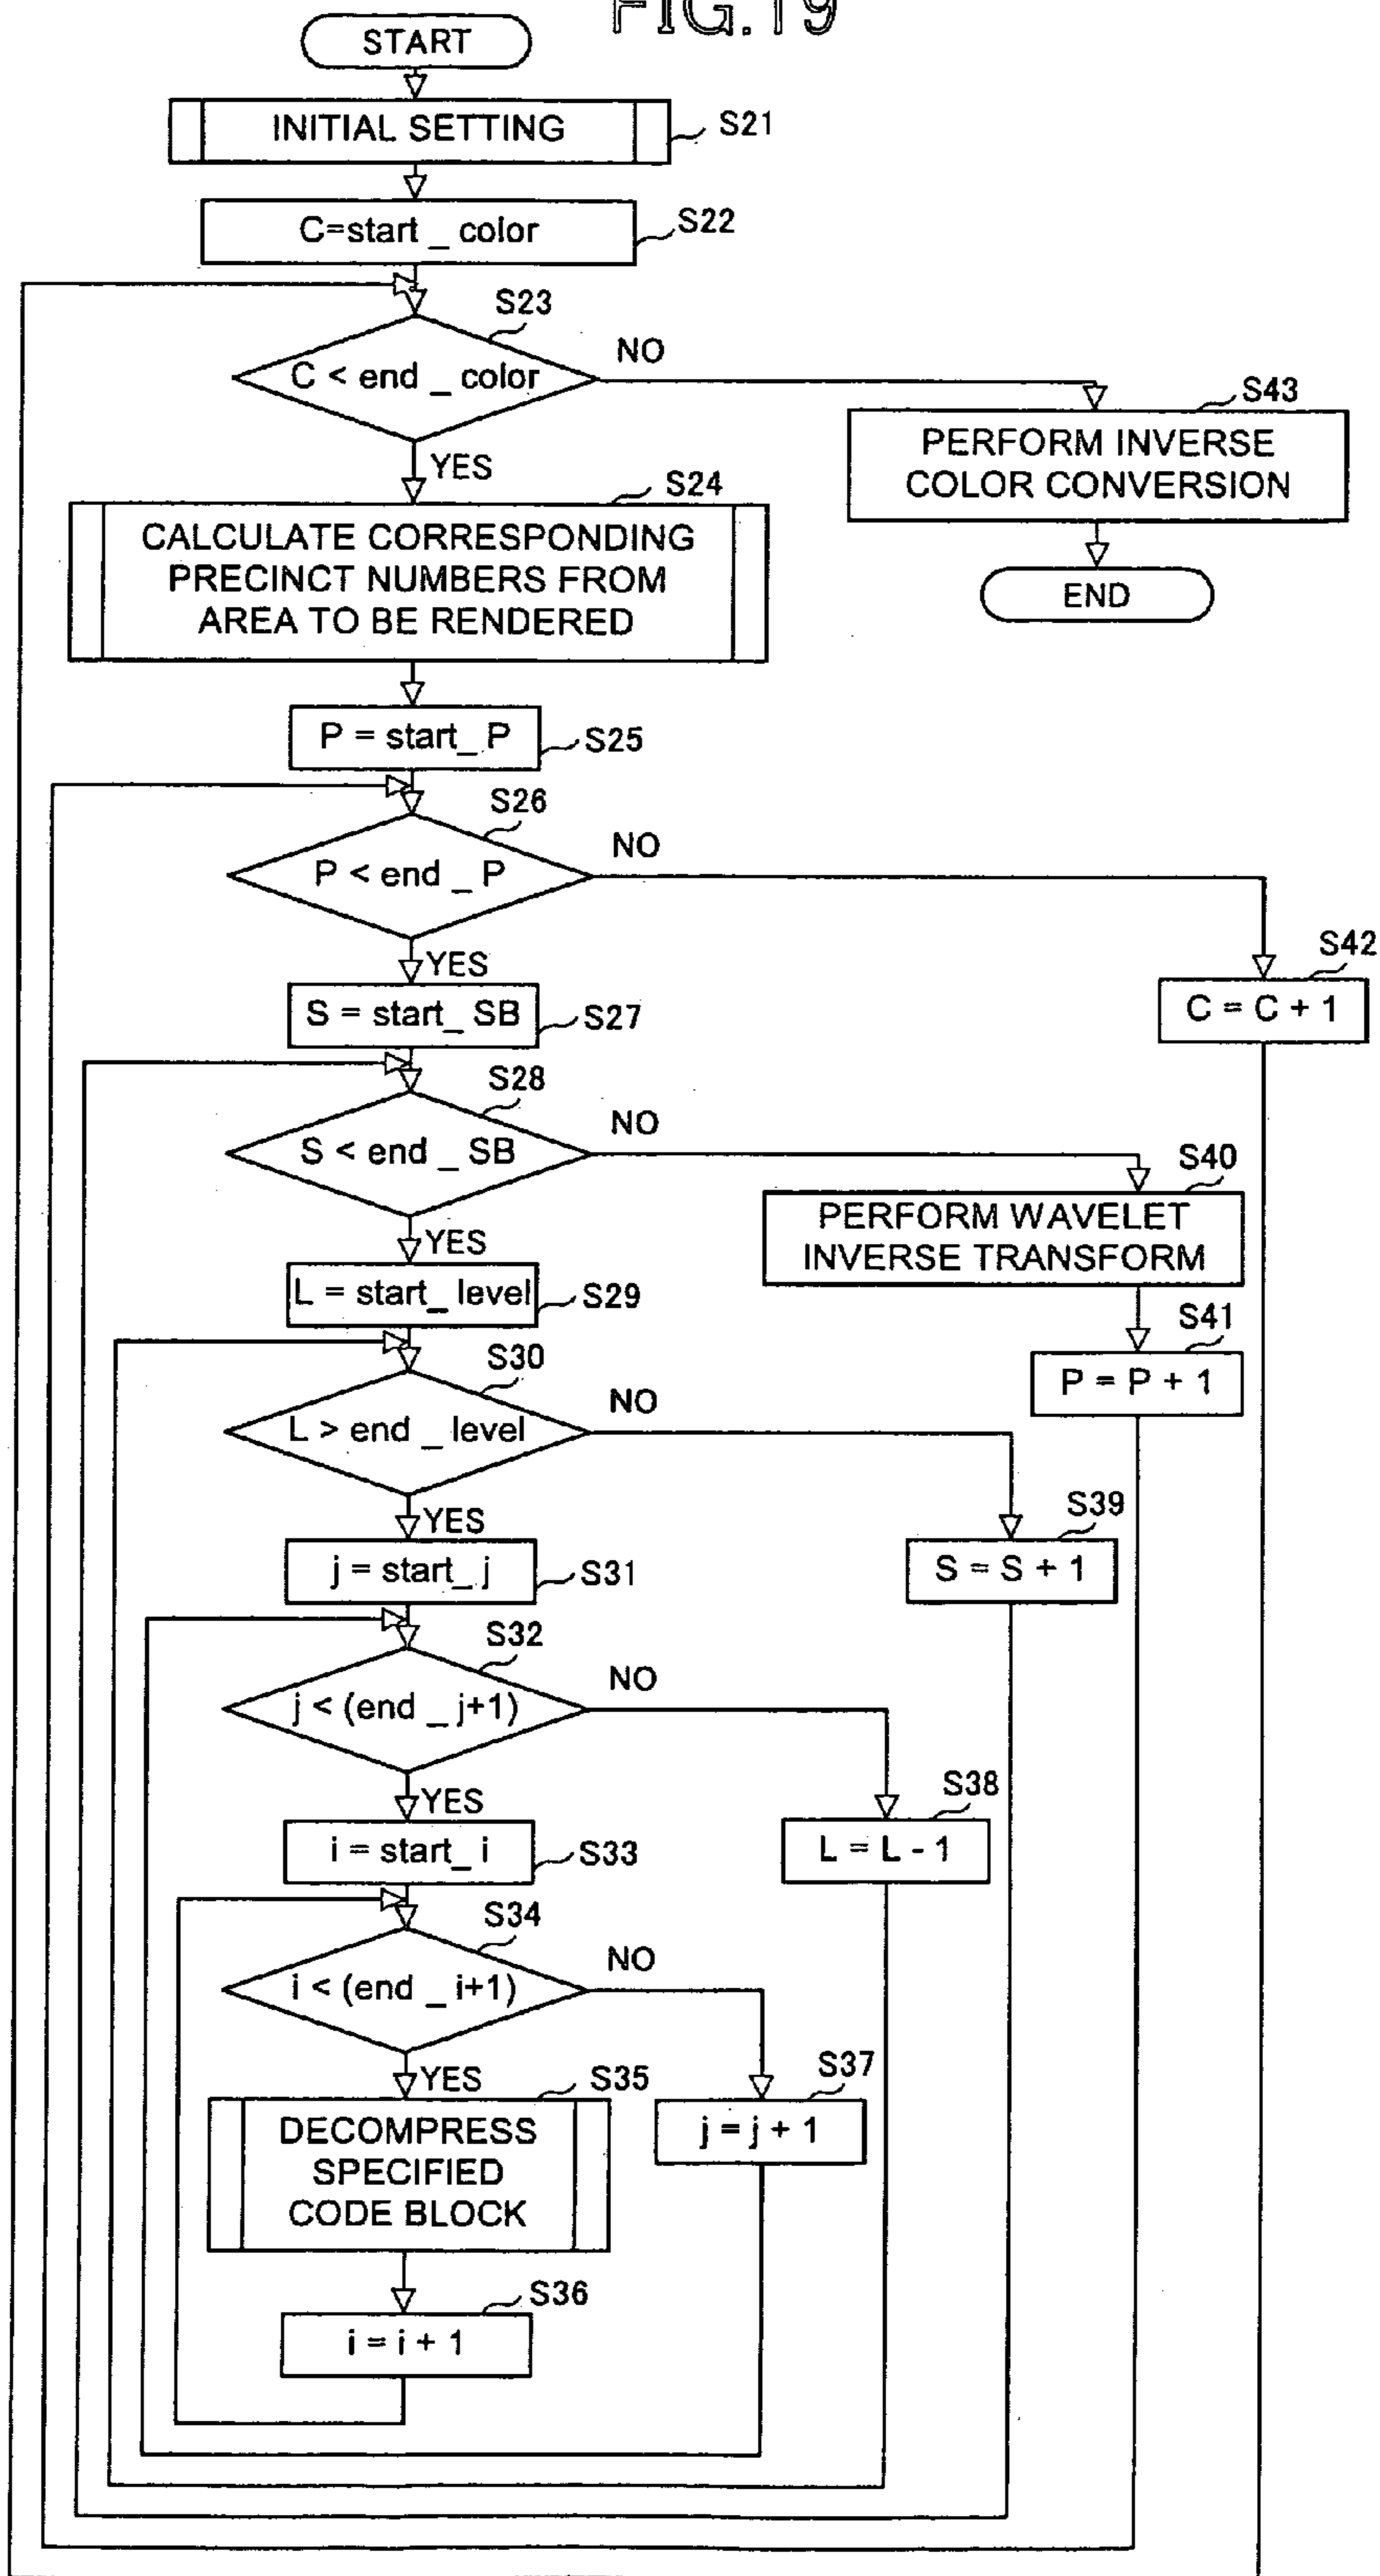 FIG.19
START
INITIAL SETTING
S21
C=start _ color
S22
S23
C < end _ color
NO
YES
S43
PERFORM INVERSE
COLOR CONVERSION
END
S24
CALCULATE CORRESPONDING
PRECINCT NUMBERS FROM
AREA TO BE RENDERED
P = start_ P
S25
S26
P < end _ P
NO
YES
S42
C = C + 1
S = start_ SB
S27
S28
S < end _ SB
NO
YES
S40
PERFORM WAVELET
INVERSE TRANSFORM
S41
P = P + 1
L = start_ level
S29
S30
L > end _ level
NO
YES
S39
S = S + 1
j = start_ j
S31
S32
j < (end _ j+1)
NO
YES
S38
L = L - 1
i = start_ i
S33
S34
i < (end _ i+1)
NO
YES
S37
j = j + 1
S35
DECOMPRESS
SPECIFIED
CODE BLOCK
S36
i = i + 1